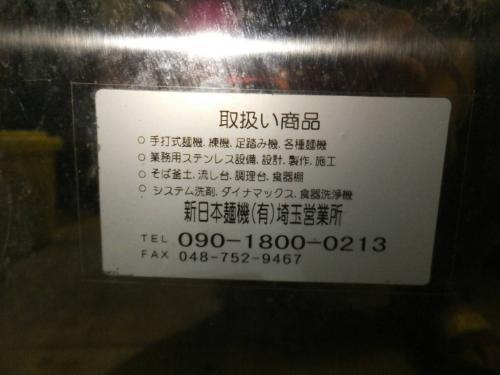 取扱い商品
○ 手打式麺機、練機、足踏み機、各種麺機
○ 業務用ステンレス設備、設計、製作、施工
○ そば釜土、流し台、調理台、食器棚
○ システム洗剤、ダイナマックス、食器洗浄機
新日本麺機(有)埼玉営業所
TEL 090-1800-0213
FAX 048-752-9467